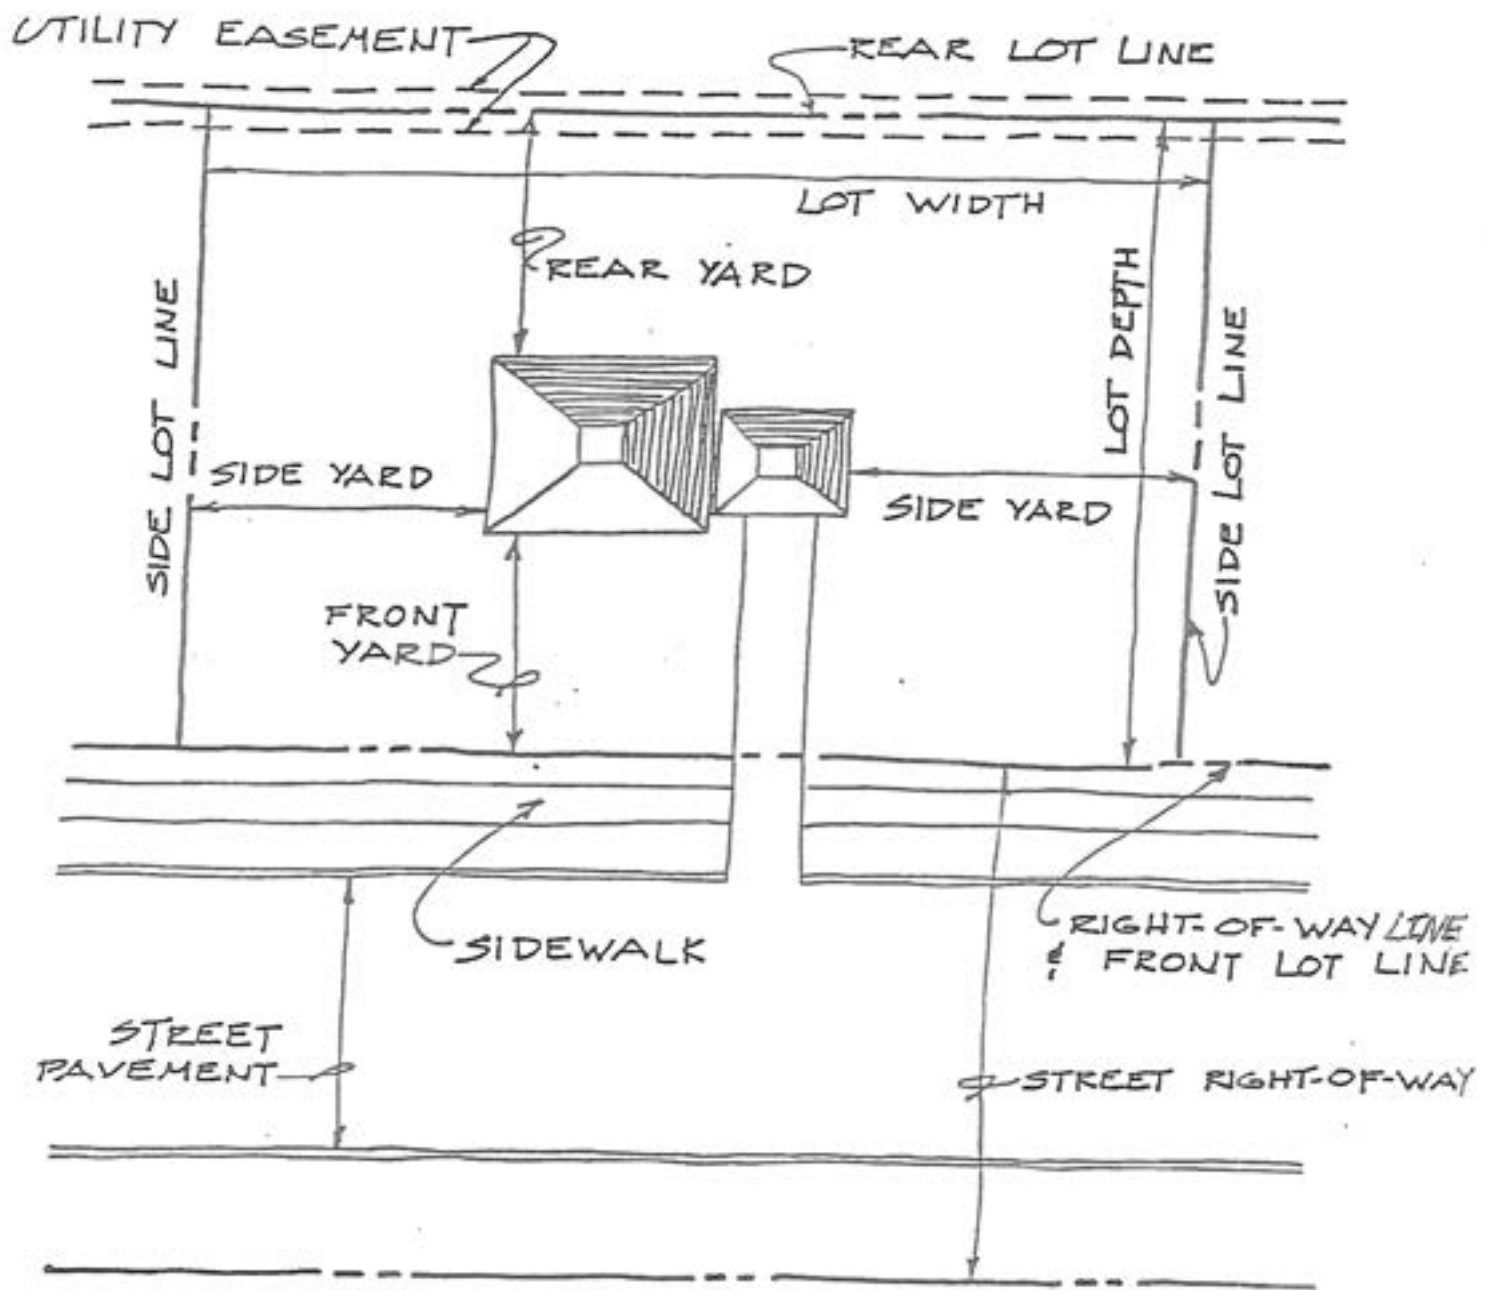 UTILITY EASEMENT
REAR LOT LINE
LOT WIDTH
REAR YARD
SIDE LOT LINE
LOT DEPTH
SIDE LOT LINE
SIDE YARD
SIDE YARD
FRONT
YARD
SIDEWALK
RIGHT-OF-WAY LINE
& FRONT LOT LINE
STREET
PAVEMENT
STREET RIGHT-OF-WAY